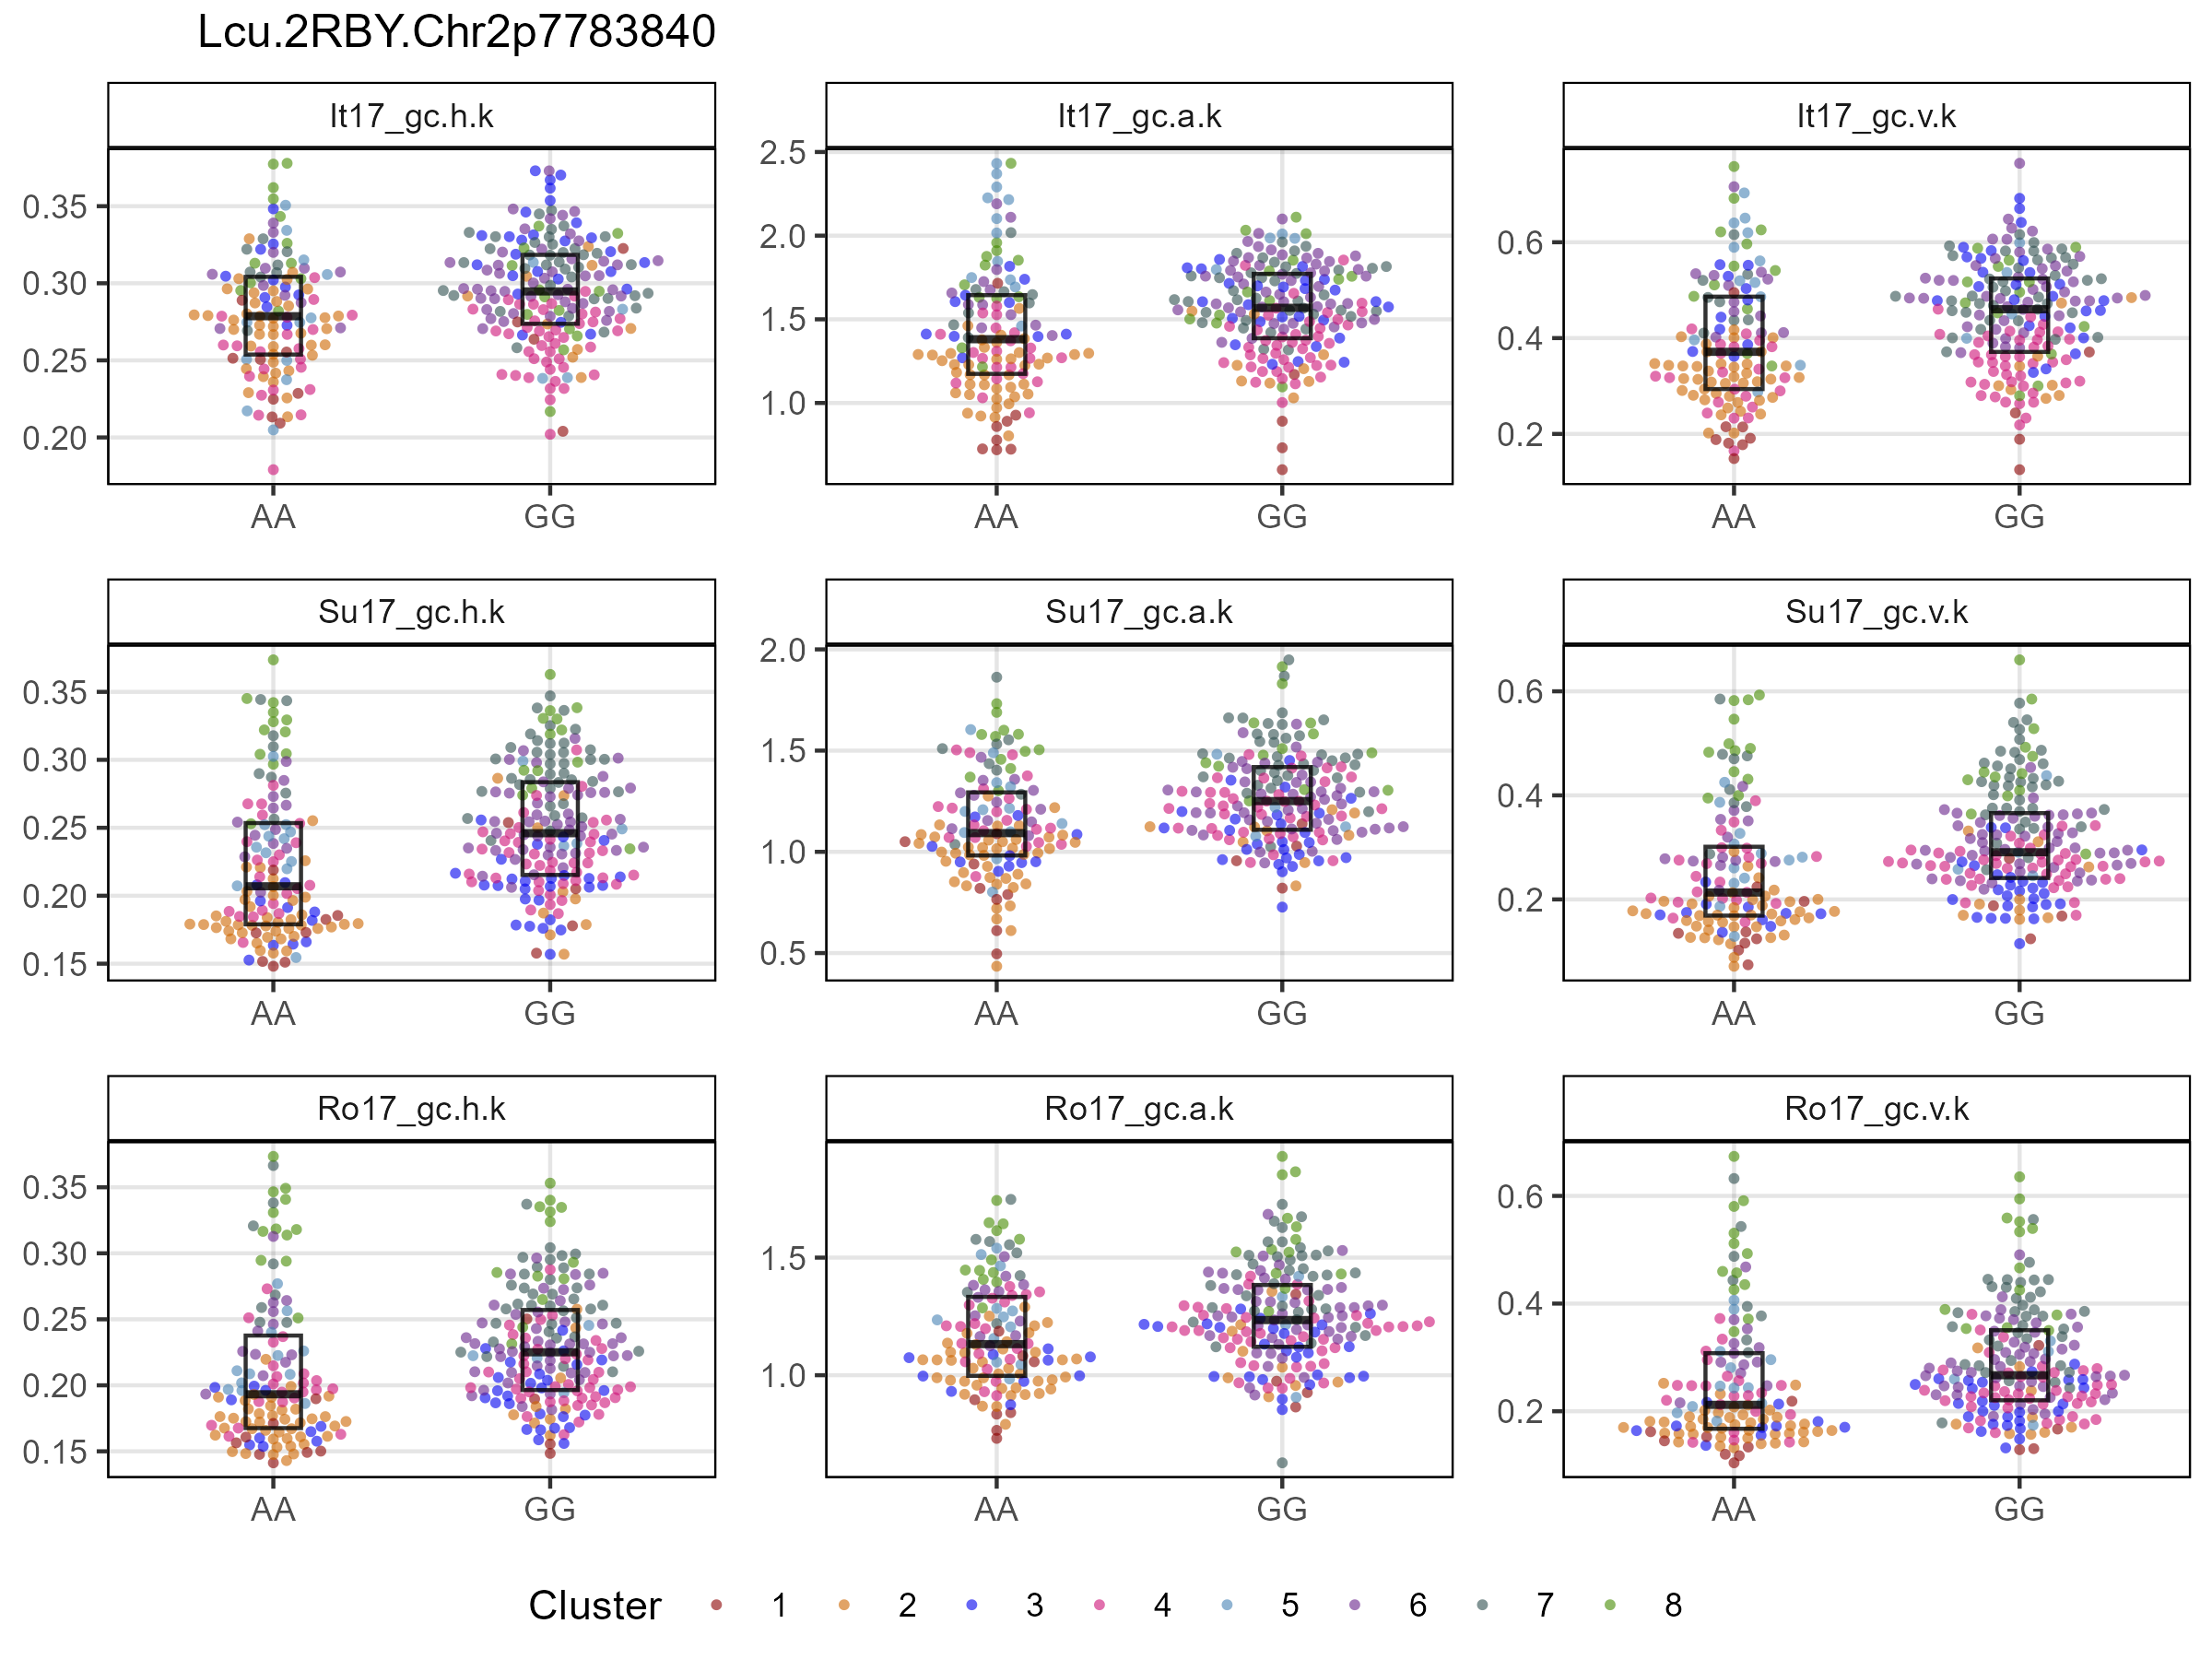 Lcu.2RBY.Chr2p7783840
It17_gc.h.k It17_gc.a.k It17_gc.v.k
0.35 0.30 0.25 0.20 2.5 2.0 1.5 1.0 0.6 0.4 0.2
AA GG AA GG AA GG
Su17_gc.h.k Su17_gc.a.k Su17_gc.v.k
0.35 0.30 0.25 0.20 0.15 2.0 1.5 1.0 0.5 0.6 0.4 0.2
AA GG AA GG AA GG
Ro17_gc.h.k Ro17_gc.a.k Ro17_gc.v.k
0.35 0.30 0.25 0.20 0.15 1.5 1.0 0.6 0.4 0.2
AA GG AA GG AA GG
Cluster 1 2 3 4 5 6 7 8